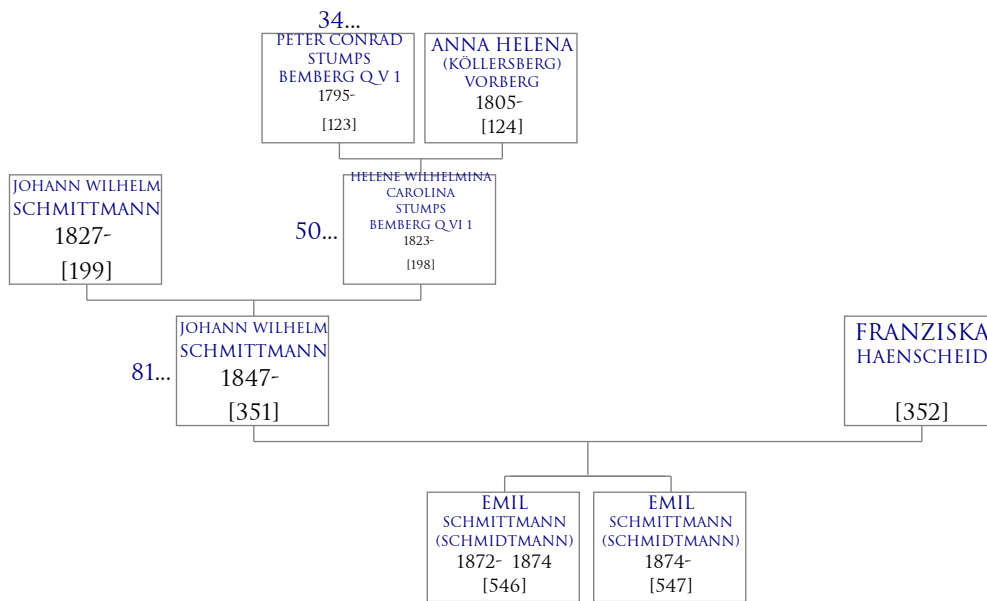 34...
PETER CONRAD
STUMPS
BEMBERG Q V 1
1795-
[123]
ANNA HELENA
(KÖLLERSBERG)
VORBERG
1805-
[124]
JOHANN WILHELM
SCHMITTMANN
1827-
[199]
50...
HELENE WILHELMINA
CAROLINA
STUMPS
BEMBERG Q VI 1
1823-
[198]
81...
JOHANN WILHELM
SCHMITTMANN
1847-
[351]
FRANZISKA
HAENSCHEID
[352]
EMIL
SCHMITTMANN
(SCHMIDTMANN)
1872- 1874
[546]
EMIL
SCHMITTMANN
(SCHMIDTMANN)
1874-
[547]